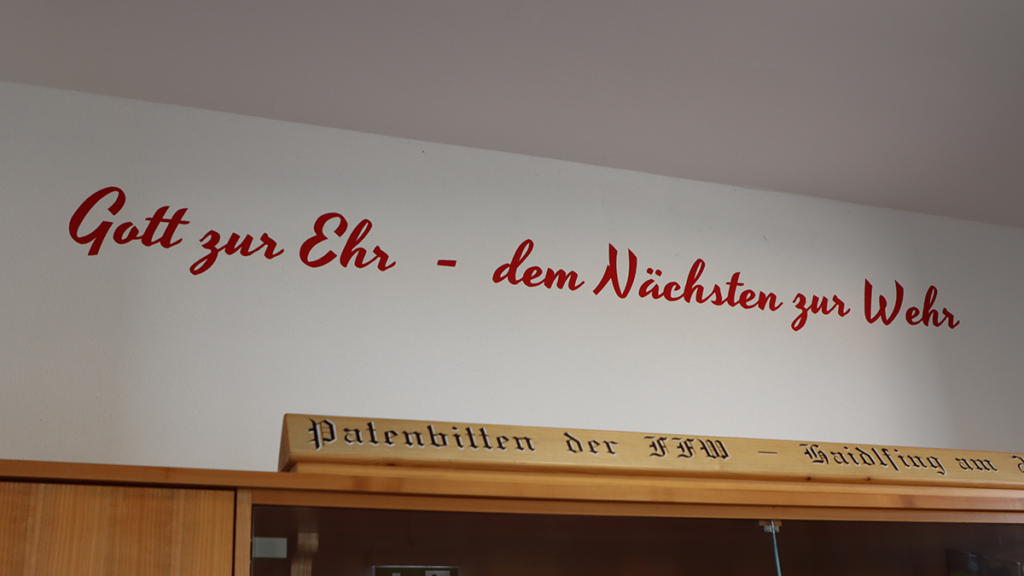 Gott zur Ehr - dem Nächsten zur Wehr
Patenbitten der FFW - Haidlfing am